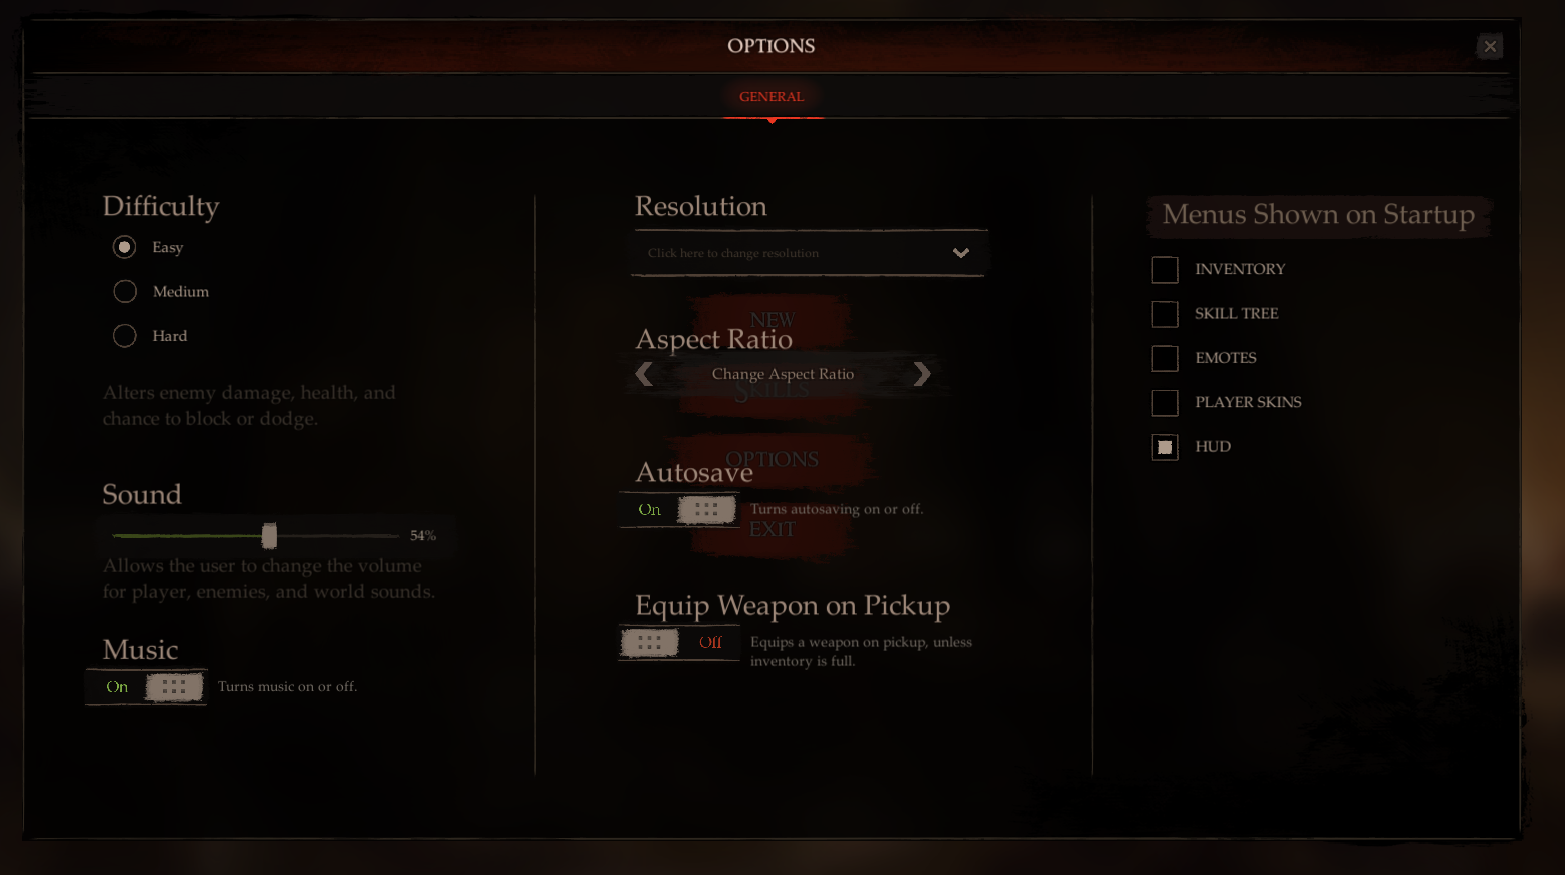 OPTIONS
GENERAL
Difficulty
Easy
Medium
Hard
Alters enemy damage, health, and
chance to block or dodge.
Sound
54%
Allows the user to change the volume
for player, enemies, and world sounds.
Music
On
Turns music on or off.
Resolution
Click here to change resolution
NEW
Aspect Ratio
Change Aspect Ratio
SKILLS
OPTIONS
Autosave
On
Turns autosaving on or off.
EXIT
Equip Weapon on Pickup
Off
Equips a weapon on pickup, unless
inventory is full.
Menus Shown on Startup
INVENTORY
SKILL TREE
EMOTES
PLAYER SKINS
HUD